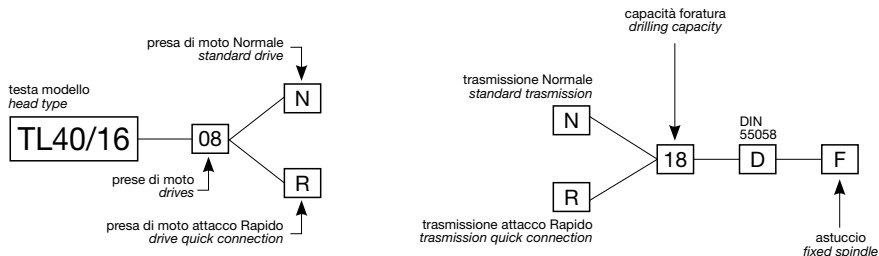 presa di moto Normale
standard drive
testa modello
head type
N
TL40/16
08
prese di moto
drives
R
presa di moto attacco Rapido
drive quick connection
capacità foratura
drilling capacity
trasmissione Normale
standard trasmission
N
DIN
55058
18
D
F
R
trasmissione attacco Rapido
trasmission quick connection
astuccio
fixed spindle